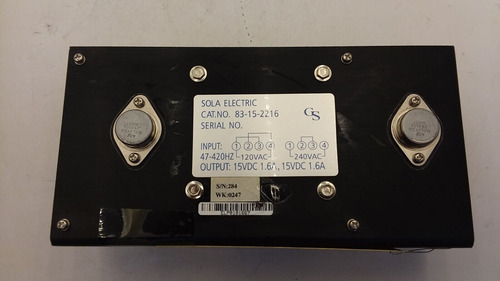 SOLA ELECTRIC
CAT.NO. 83-15-2216
SERIAL NO.
GS
INPUT: 1 2 3 4 1 2 3 4
47-420HZ 120VAC 240VAC
OUTPUT: 15VDC 1.6A, 15VDC 1.6A
S/N:284
WK:0247